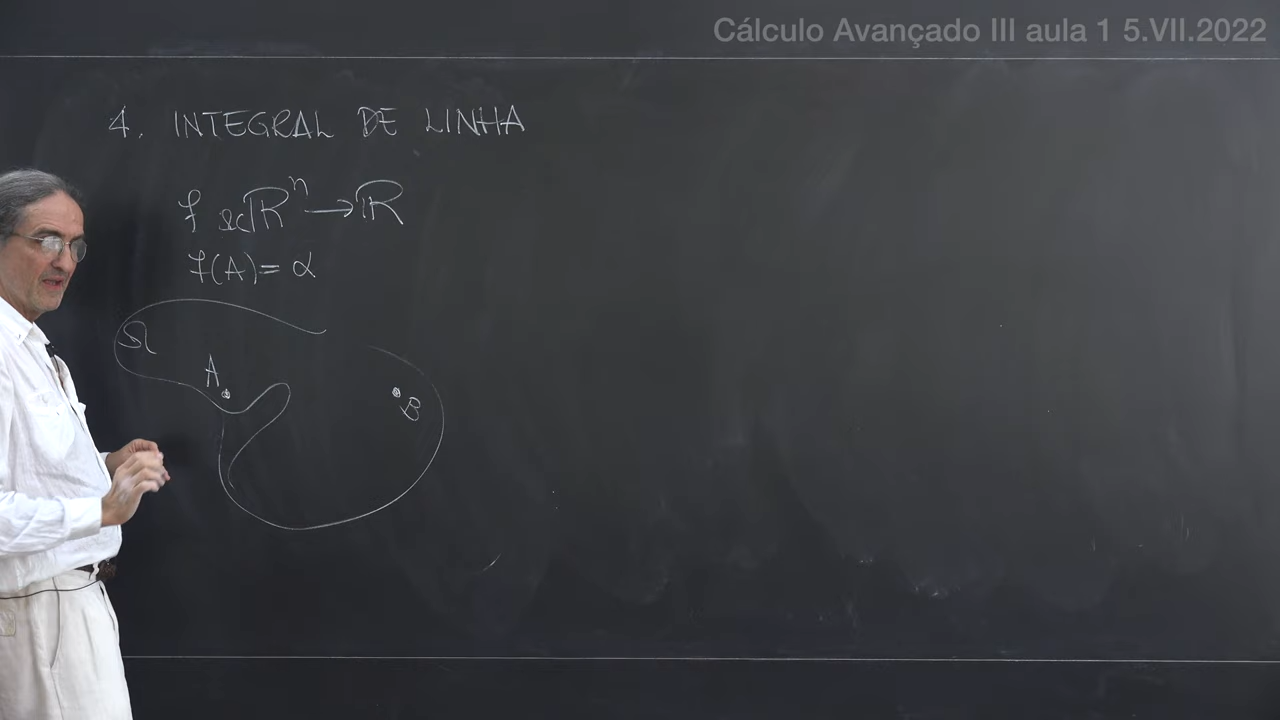 Cálculo Avançado III aula 1 5.VII.2022
4. INTEGRAL DE LINHA
f Ω⊂ℝⁿ → ℝ
f(A) = α
Ω
A
B